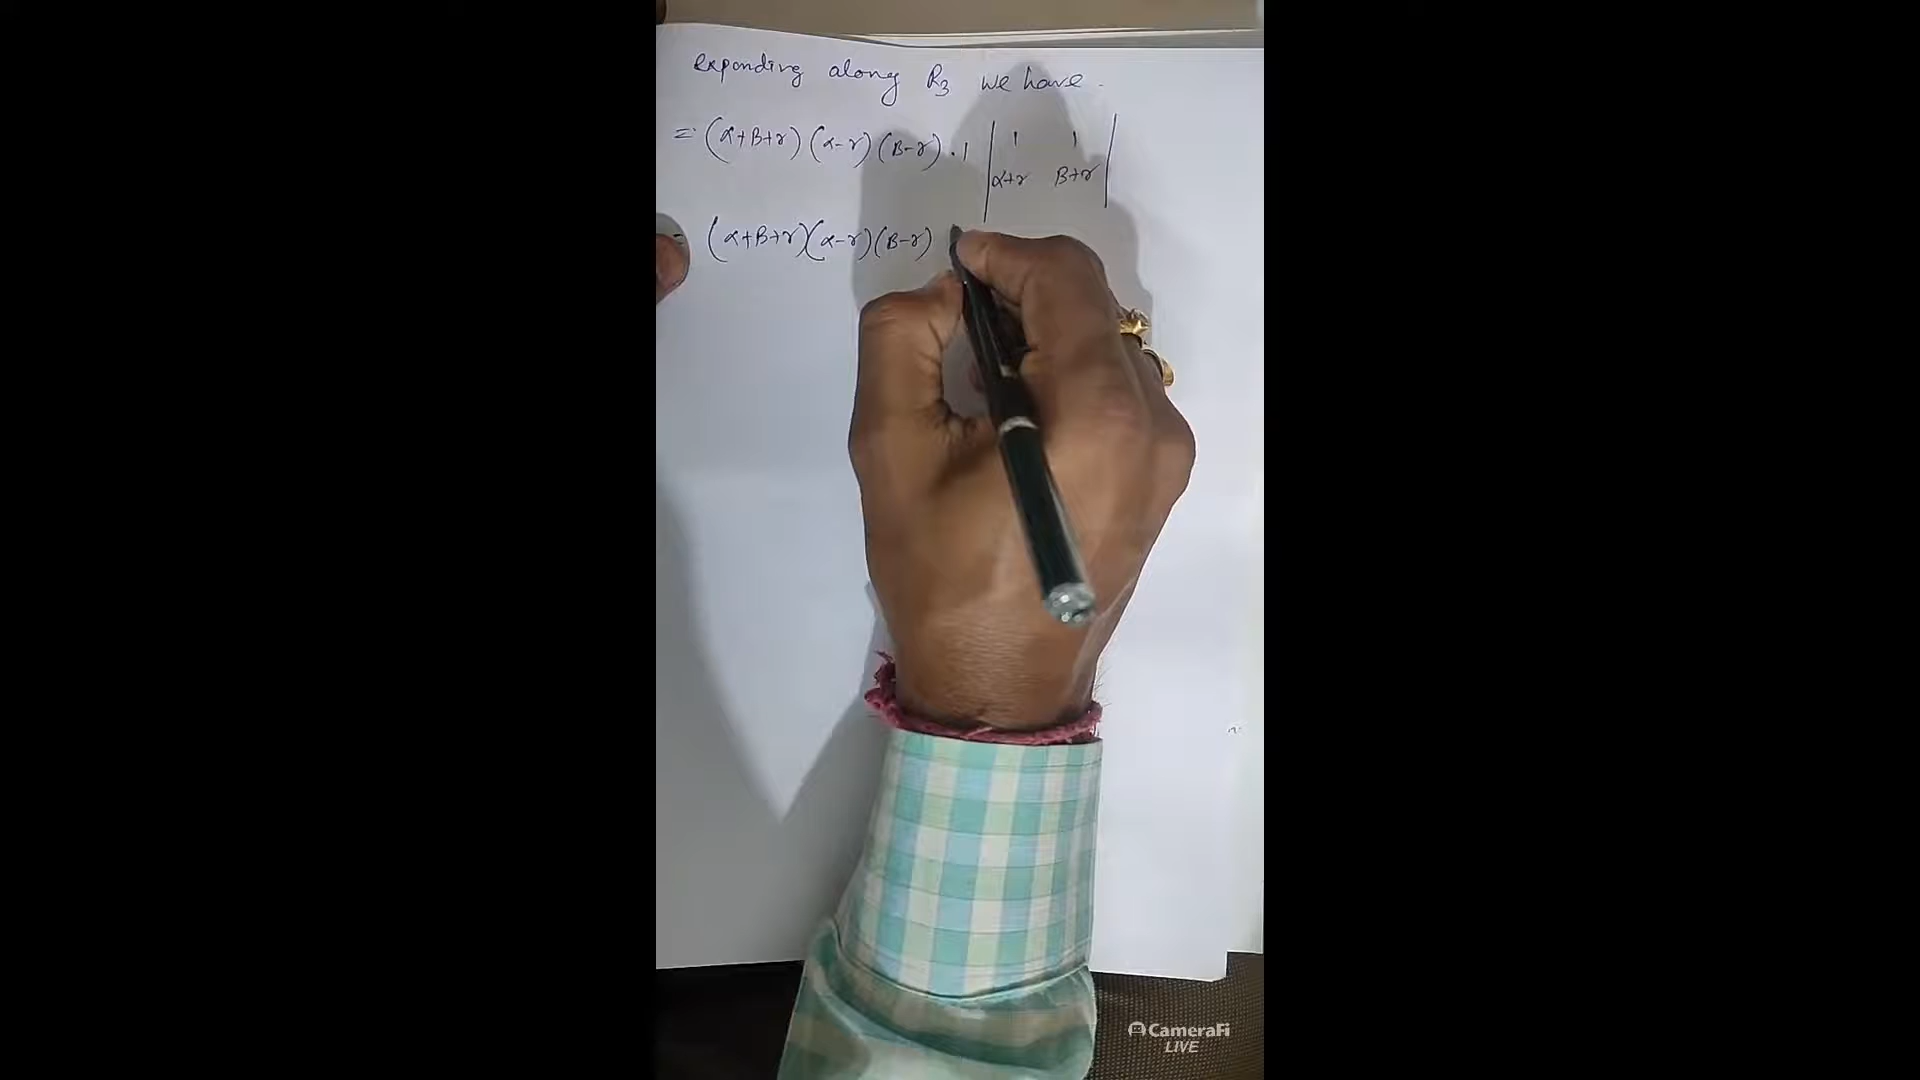 Expanding along R₃ we have.
= (α+β+γ) (α-γ) (β-γ) . 1 | 1 1 |
| α+γ β+γ |
= (α+β+γ)(α-γ)(β-γ)
CameraFi
LIVE